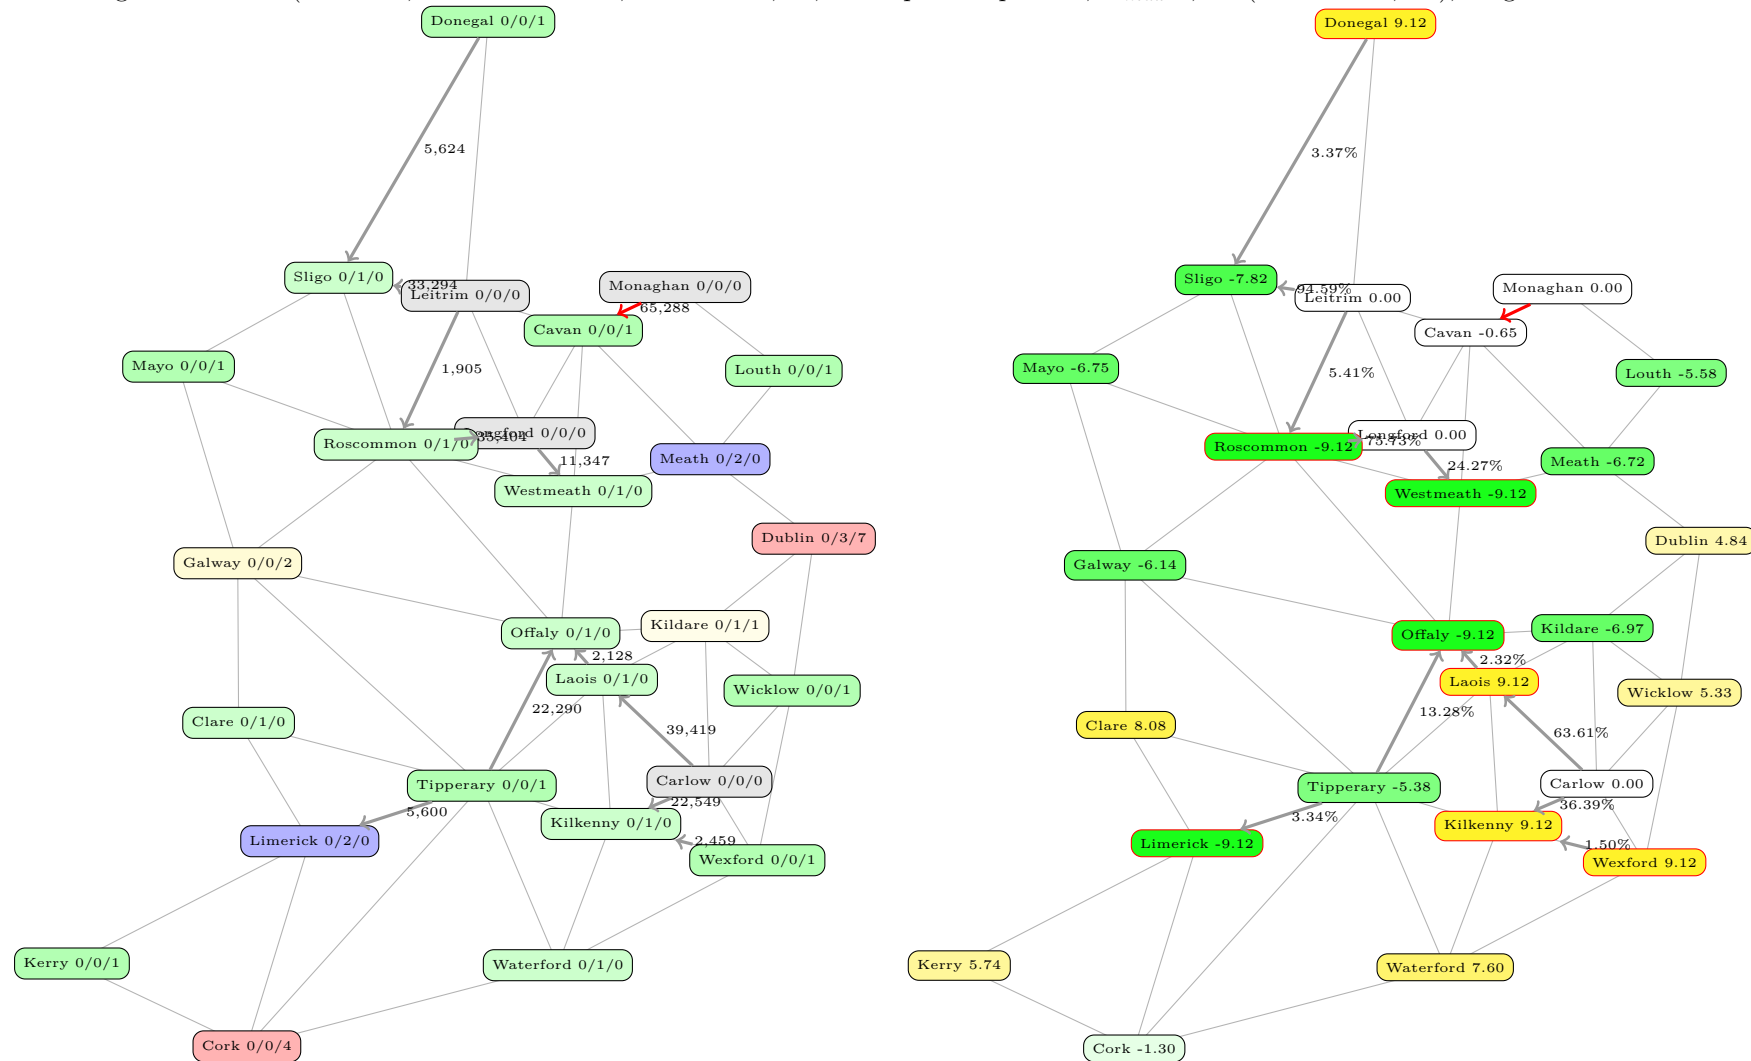 Donegal 0/0/1
5,624
Sligo 0/1/0
33,294
Leitrim 0/0/0
Monaghan 0/0/0
65,288
Cavan 0/0/1
Mayo 0/0/1
1,905
Louth 0/0/1
Roscommon 0/1/0
35,404
Longford 0/0/0
11,347
Meath 0/2/0
Westmeath 0/1/0
Dublin 0/3/7
Galway 0/0/2
Offaly 0/1/0
Kildare 0/1/1
2,128
Laois 0/1/0
Wicklow 0/0/1
22,290
Clare 0/1/0
39,419
Tipperary 0/0/1
Carlow 0/0/0
5,600
22,549
Kilkenny 0/1/0
Limerick 0/2/0
2,459
Wexford 0/0/1
Kerry 0/0/1
Waterford 0/1/0
Cork 0/0/4
Donegal 9.12
3.37%
Sligo -7.82
94.59%
Leitrim 0.00
Monaghan 0.00
Cavan -0.65
Mayo -6.75
5.41%
Louth -5.58
Roscommon -9.12
75.73%
Longford 0.00
24.27%
Meath -6.72
Westmeath -9.12
Dublin 4.84
Galway -6.14
Offaly -9.12
Kildare -6.97
2.32%
Laois 9.12
Wicklow 5.33
13.28%
Clare 8.08
63.61%
Tipperary -5.38
Carlow 0.00
3.34%
36.39%
Kilkenny 9.12
Limerick -9.12
1.50%
Wexford 9.12
Kerry 5.74
Waterford 7.60
Cork -1.30